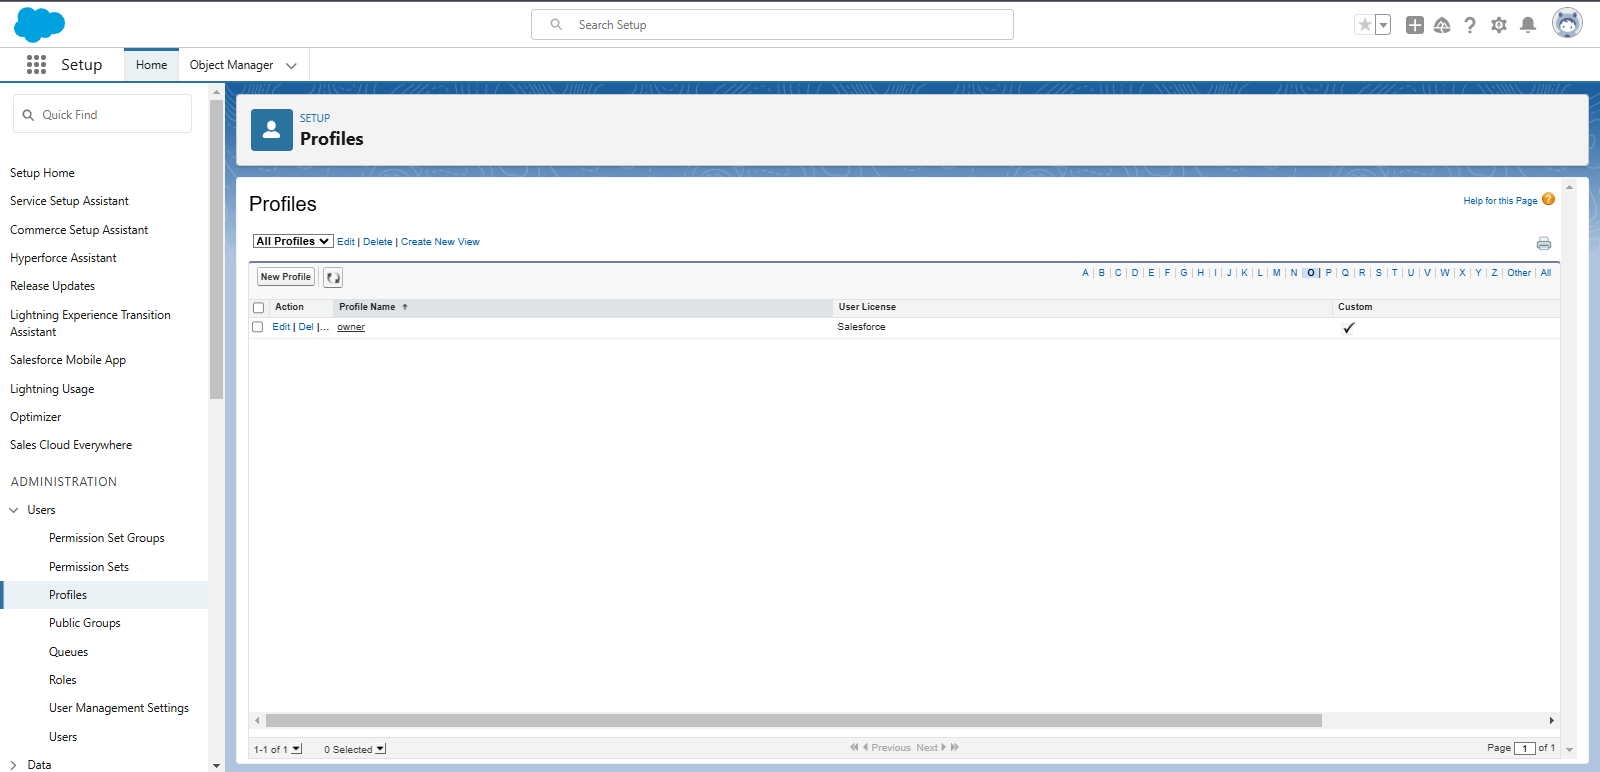 Search Setup
Setup
Home
Object Manager
Quick Find
Setup Home
Service Setup Assistant
Commerce Setup Assistant
Hyperforce Assistant
Release Updates
Lightning Experience Transition
Assistant
Salesforce Mobile App
Lightning Usage
Optimizer
Sales Cloud Everywhere
ADMINISTRATION
Users
Permission Set Groups
Permission Sets
Profiles
Public Groups
Queues
Roles
User Management Settings
Users
Data
SETUP
Profiles
Profiles
Help for this Page ?
All Profiles Edit | Delete | Create New View
New Profile
A | B | C | D | E | F | G | H | I | J | K | L | M | N | O | P | Q | R | S | T | U | V | W | X | Y | Z | Other | All
Action Profile Name User License Custom
Edit | Del |... owner Salesforce
1-1 of 1 0 Selected Previous Next Page 1 of 1